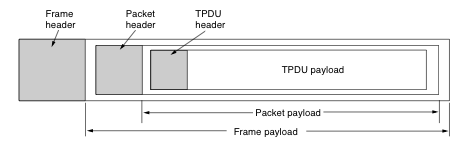 Frame
header
Packet
header
TPDU
header
TPDU payload
Packet payload
Frame payload